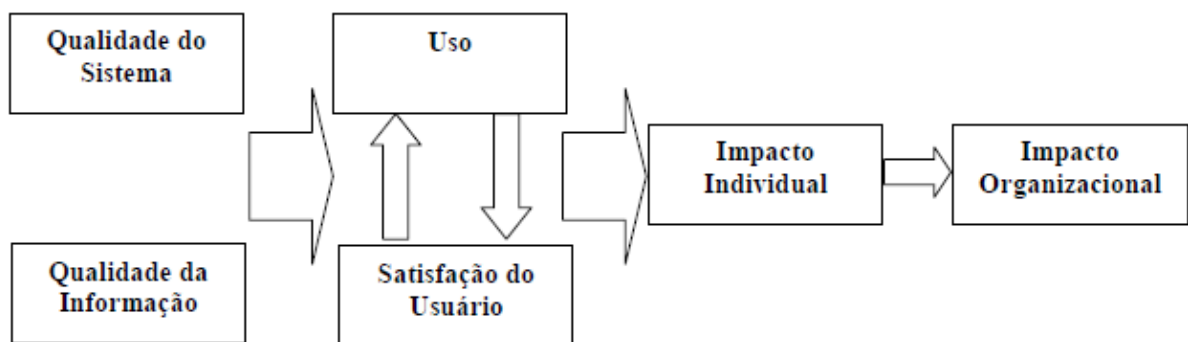 Qualidade do
Sistema
Uso
Qualidade da
Informação
Satisfação do
Usuário
Impacto
Individual
Impacto
Organizacional